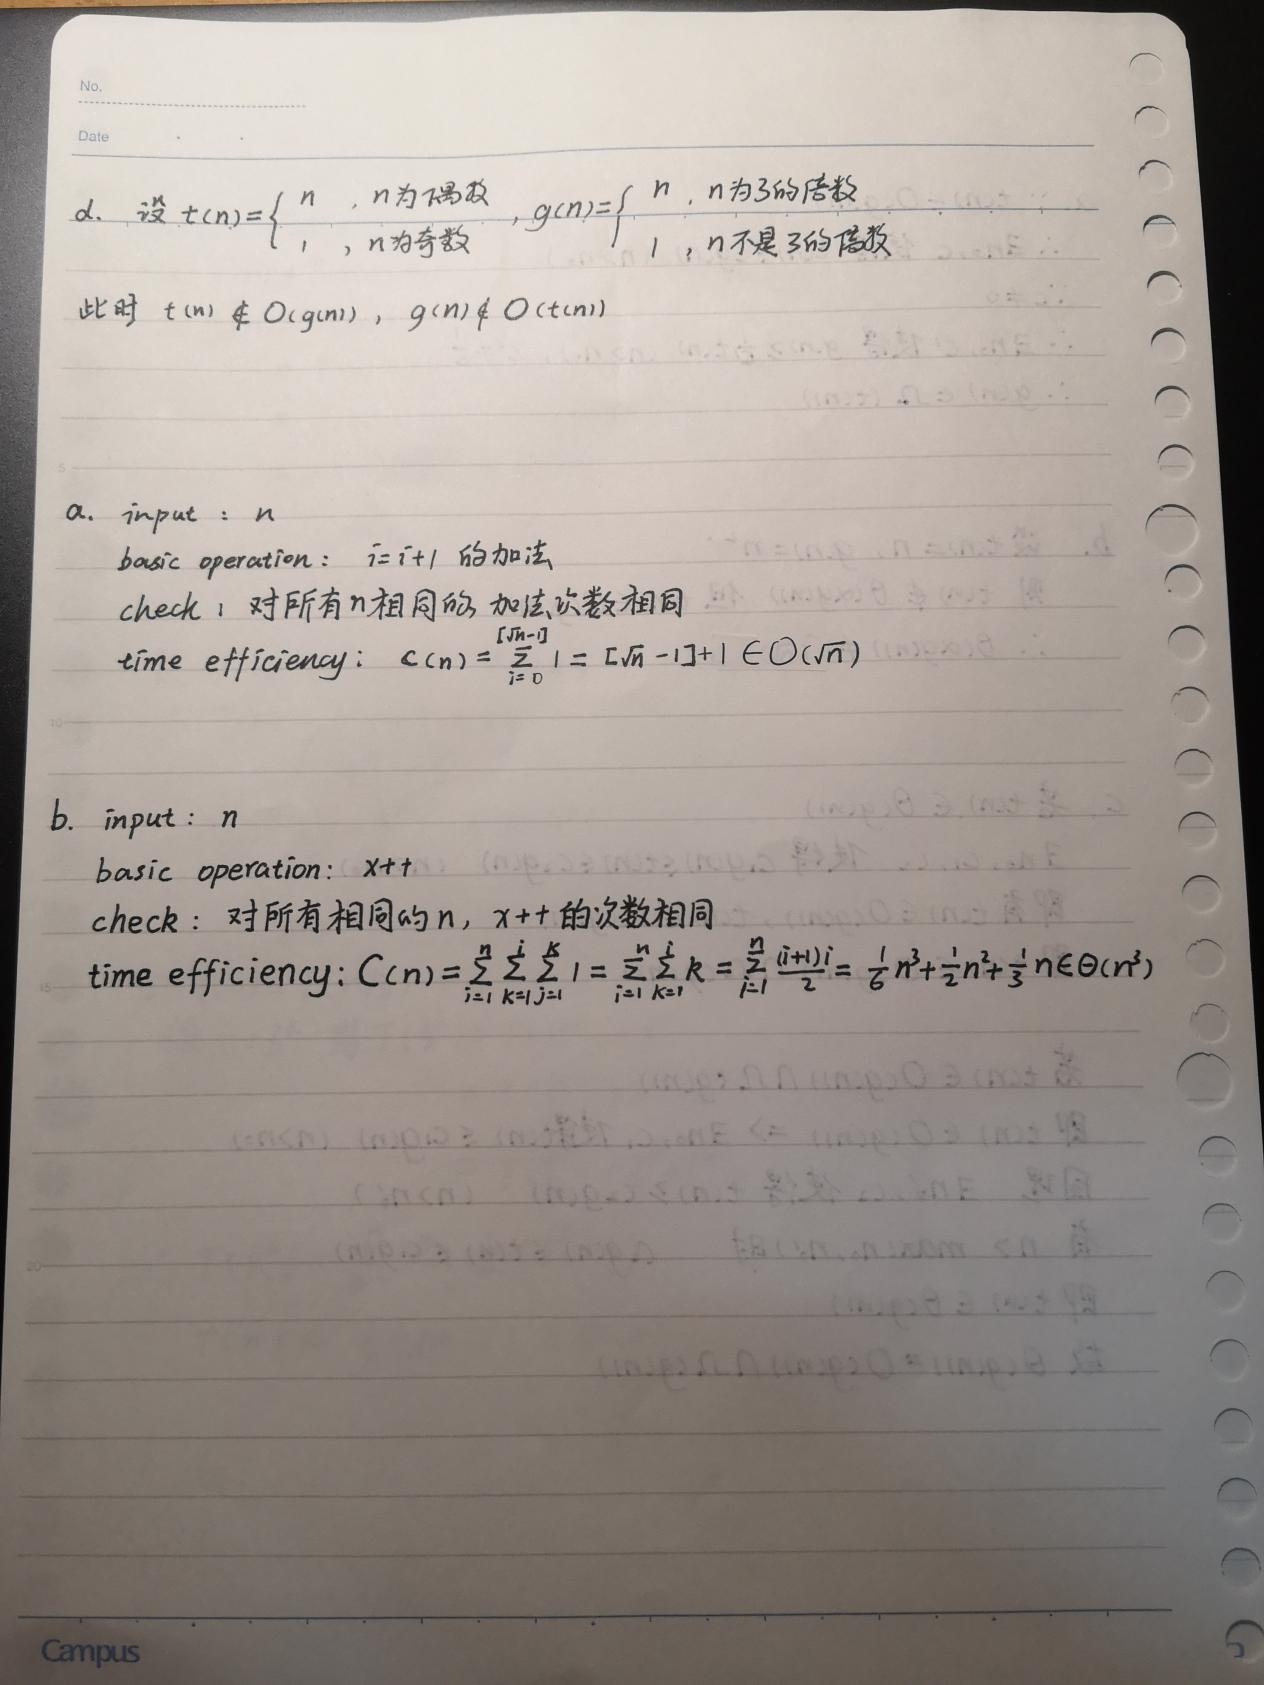 No.
Date
d. 设 t(n)={ n , n为偶数 , g(n)={ n , n为3的倍数
1 , n为奇数 1 , n不是3的倍数
此时 t(n) ∉ O(g(n)) , g(n) ∉ O(t(n))
5
a. input : n
basic operation: i=i+1 的加法
check : 对所有n相同的, 加法次数相同
time efficiency: C(n) = Σ_{i=0}^{[√n-1]} 1 = [√n -1]+1 ∈ O(√n)
10
b. input: n
basic operation: x++
check: 对所有相同的n, x++的次数相同
15
time efficiency: C(n) = Σ_{i=1}^{n} Σ_{k=1}^{i} Σ_{j=1}^{k} 1 = Σ_{i=1}^{n} Σ_{k=1}^{i} k = Σ_{i=1}^{n} (i+1)i/2 = 1/6 n³ + 1/2 n² + 1/3 n ∈ Θ(n³)
20
Campus